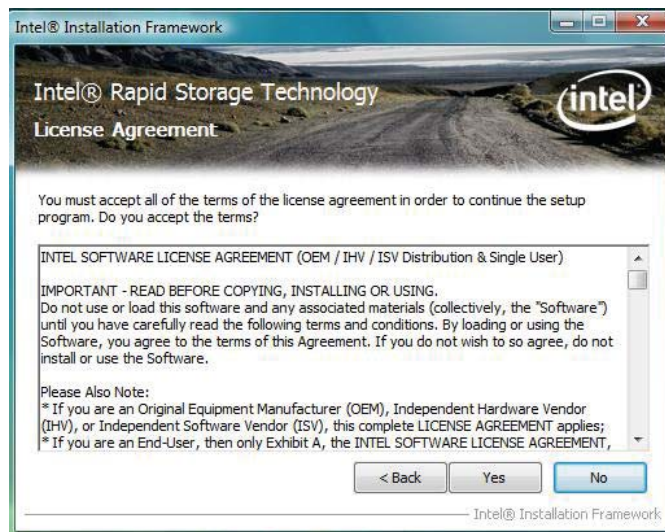 Intel® Installation Framework
Intel® Rapid Storage Technology
License Agreement
intel
You must accept all of the terms of the license agreement in order to continue the setup
program. Do you accept the terms?
INTEL SOFTWARE LICENSE AGREEMENT (OEM / IHV / ISV Distribution & Single User)
IMPORTANT - READ BEFORE COPYING, INSTALLING OR USING.
Do not use or load this software and any associated materials (collectively, the "Software")
until you have carefully read the following terms and conditions. By loading or using the
Software, you agree to the terms of this Agreement. If you do not wish to so agree, do not
install or use the Software.
Please Also Note:
* If you are an Original Equipment Manufacturer (OEM), Independent Hardware Vendor
(IHV), or Independent Software Vendor (ISV), this complete LICENSE AGREEMENT applies;
* If you are an End-User, then only Exhibit A, the INTEL SOFTWARE LICENSE AGREEMENT,
< Back Yes No
Intel® Installation Framework